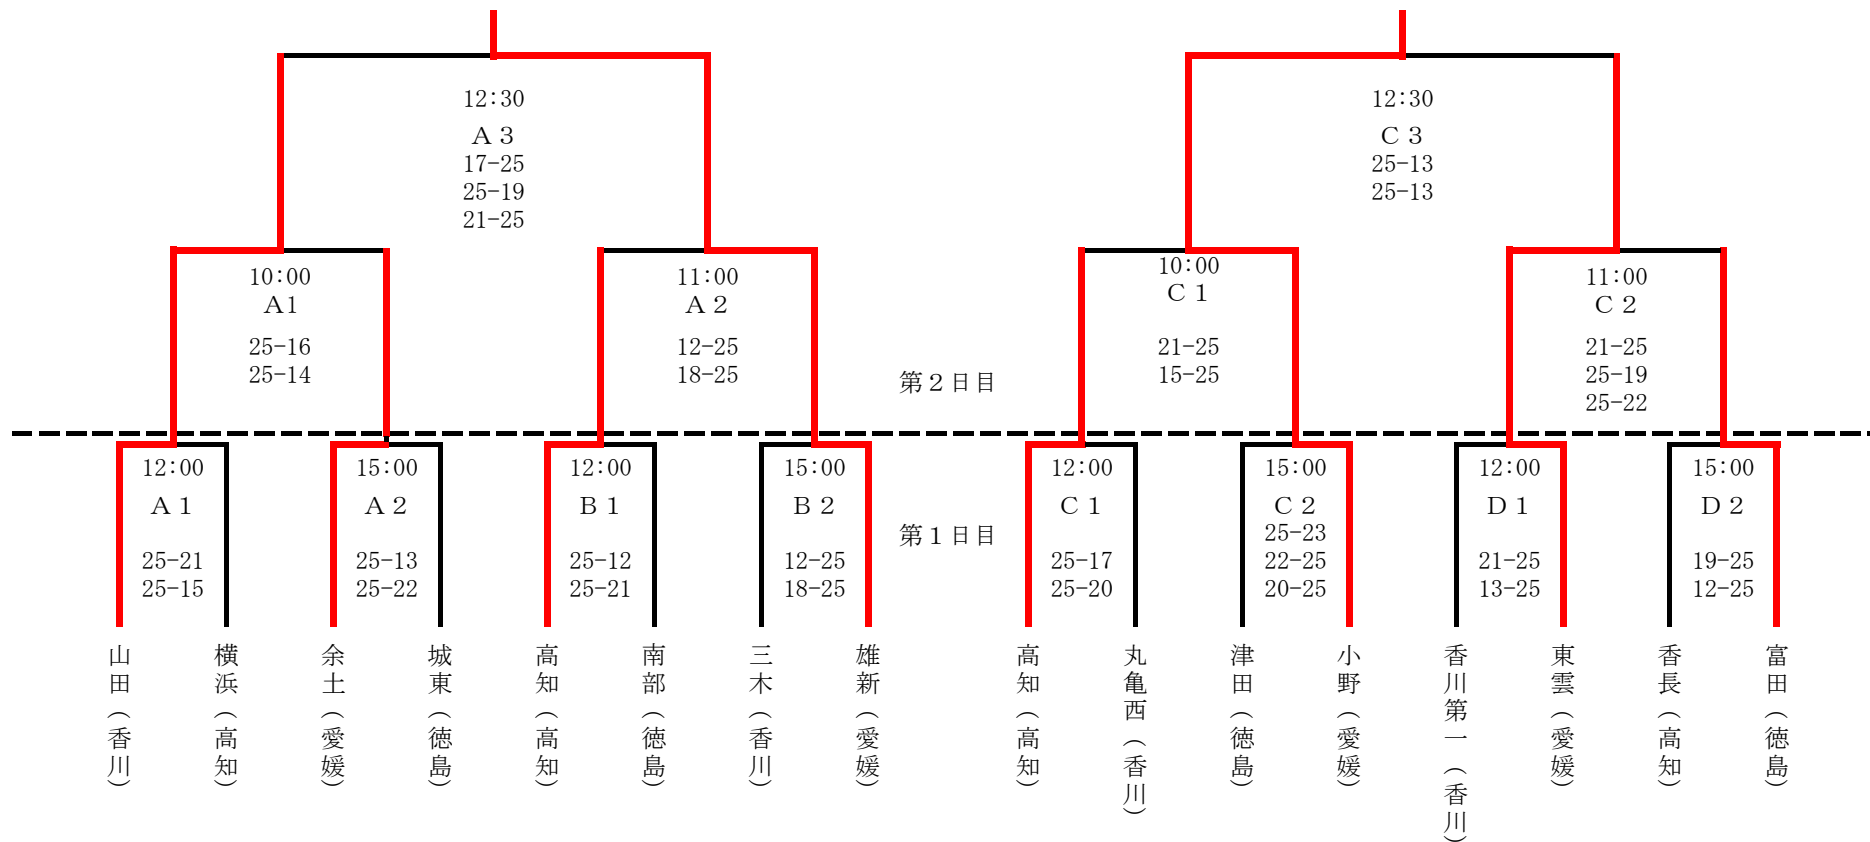 12:30
A 3
17-25
25-19
21-25
12:30
C 3
25-13
25-13
10:00
A1
25-16
25-14
11:00
A 2
12-25
18-25
10:00
C 1
21-25
15-25
11:00
C 2
21-25
25-19
25-22
第２日目
12:00
A 1
25-21
25-15
15:00
A 2
25-13
25-22
12:00
B 1
25-12
25-21
15:00
B 2
12-25
18-25
第１日目
12:00
C 1
25-17
25-20
15:00
C 2
25-23
22-25
20-25
12:00
D 1
21-25
13-25
15:00
D 2
19-25
12-25
山田（香川）
横浜（高知）
余土（愛媛）
城東（徳島）
高知（高知）
南部（徳島）
三木（香川）
雄新（愛媛）
高知（高知）
丸亀西（香川）
津田（徳島）
小野（愛媛）
香川第一（香川）
東雲（愛媛）
香長（高知）
富田（徳島）